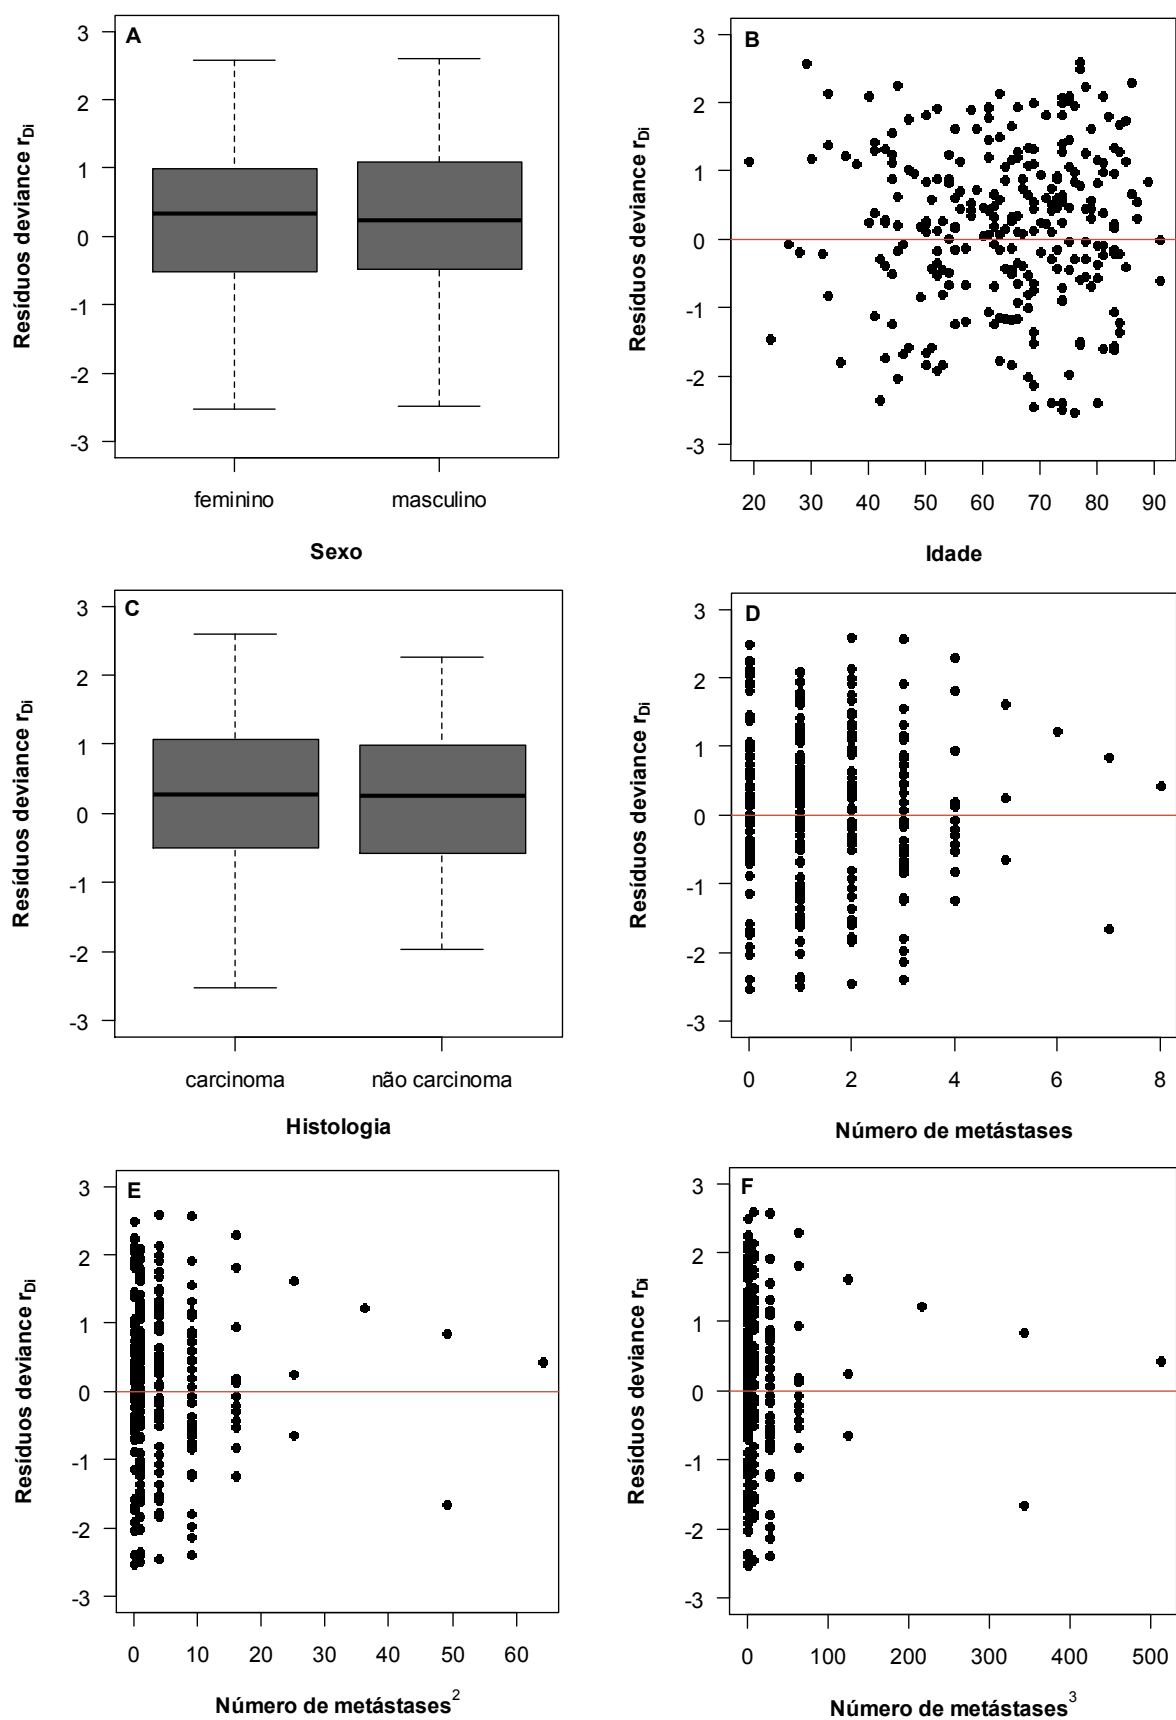 A
3
2
1
0
-1
-2
-3
Resíduos deviance rDi
feminino masculino
Sexo
B
3
2
1
0
-1
-2
-3
Resíduos deviance rDi
20 30 40 50 60 70 80 90
Idade
C
3
2
1
0
-1
-2
-3
Resíduos deviance rDi
carcinoma não carcinoma
Histologia
D
3
2
1
0
-1
-2
-3
Resíduos deviance rDi
0 2 4 6 8
Número de metástases
E
3
2
1
0
-1
-2
-3
Resíduos deviance rDi
0 10 20 30 40 50 60
Número de metástases²
F
3
2
1
0
-1
-2
-3
Resíduos deviance rDi
0 100 200 300 400 500
Número de metástases³